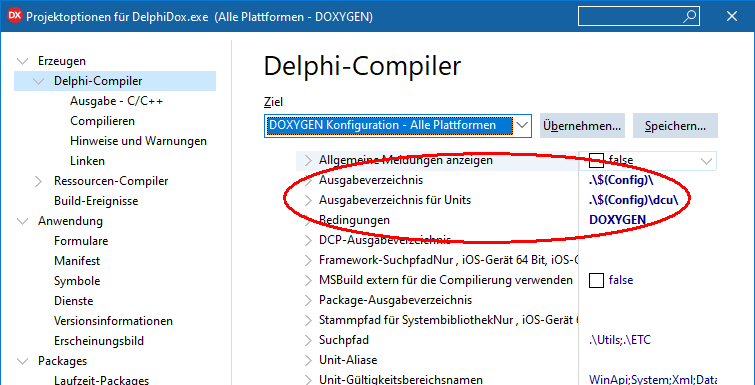 DX Projektoptionen für DelphiDox.exe (Alle Plattformen - DOXYGEN)
Erzeugen
Delphi-Compiler
Ausgabe - C/C++
Compilieren
Hinweise und Warnungen
Linken
Ressourcen-Compiler
Build-Ereignisse
Anwendung
Formulare
Manifest
Symbole
Dienste
Versionsinformationen
Erscheinungsbild
Packages
Laufzeit-Packages
Delphi-Compiler
Ziel
DOXYGEN Konfiguration - Alle Plattformen
Übernehmen...
Speichern...
Allgemeine Meldungen anzeigen false
Ausgabeverzeichnis .\$(Config)\
Ausgabeverzeichnis für Units .\$(Config)\dcu\
Bedingungen DOXYGEN
DCP-Ausgabeverzeichnis
Framework-SuchpfadNur , iOS-Gerät 64 Bit, iOS-
MSBuild extern für die Compilierung verwenden false
Package-Ausgabeverzeichnis
Stammpfad für SystembibliothekNur , iOS-Gerät 6
Suchpfad .\Utils;.\ETC
Unit-Aliase
Unit-Gültigkeitsbereichsnamen WinApi;System;Xml;Data